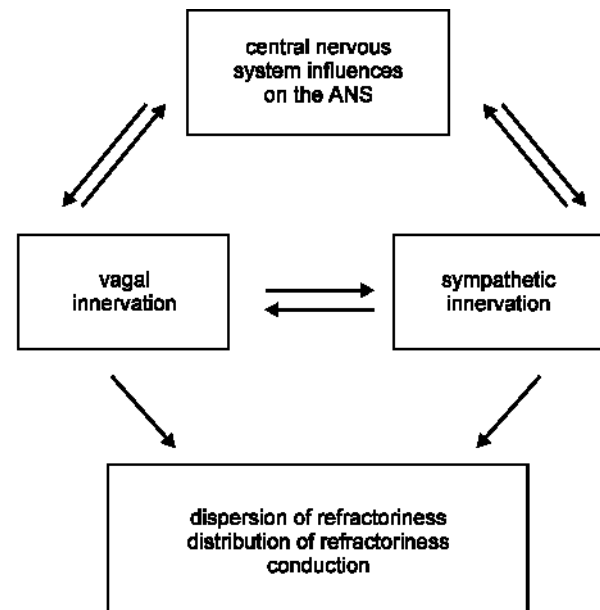 central nervous
system influences
on the ANS
vagal
innervation
sympathetic
innervation
dispersion of refractoriness
distribution of refractoriness
conduction